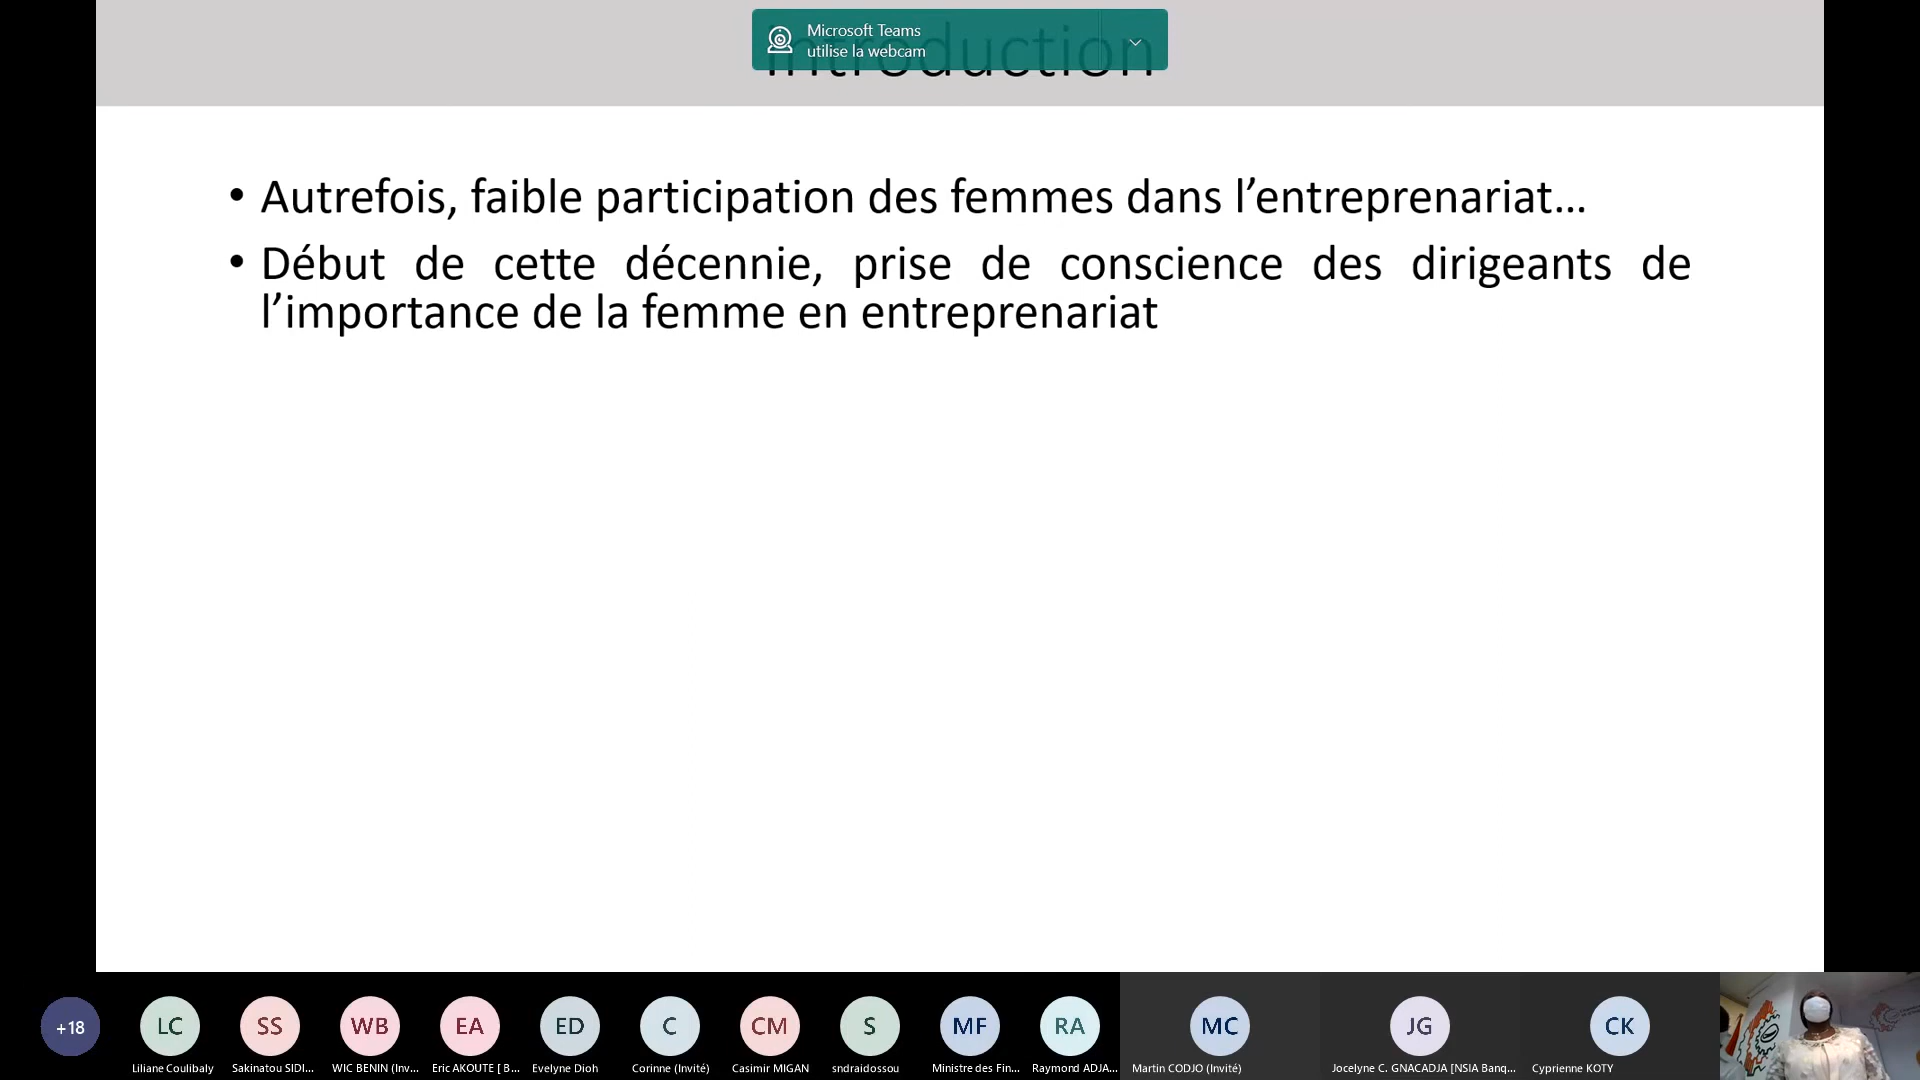 Microsoft Teams
utilise la webcam
Introduction
• Autrefois, faible participation des femmes dans l’entreprenariat...
• Début de cette décennie, prise de conscience des dirigeants de
l’importance de la femme en entreprenariat
+18
LC
SS
WB
EA
ED
C
CM
S
MF
RA
MC
JG
CK
Liliane Coulibaly
Sakinatou SIDI...
WIC BENIN (Inv...
Eric AKOUTE [ B...
Evelyne Dioh
Corinne (Invité)
Casimir MIGAN
sndraidossou
Ministre des Fin...
Raymond ADJA...
Martin CODJO (Invité)
Jocelyne C. GNACADJA [NSIA Banq...
Cyprienne KOTY